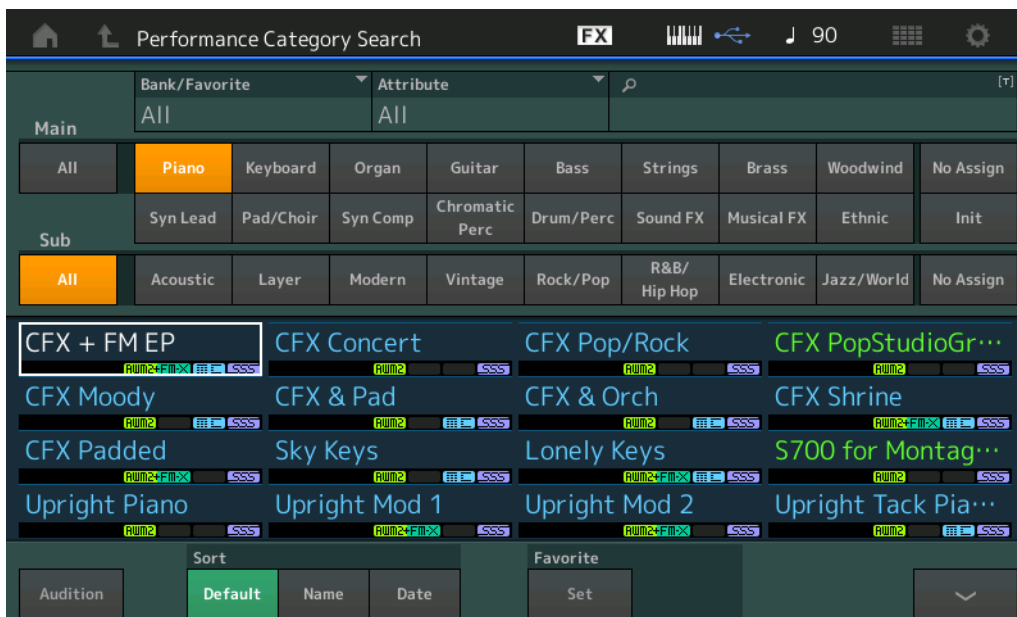 Performance Category Search FX 90
Bank/Favorite Attribute [T]
All All
Main
All Piano Keyboard Organ Guitar Bass Strings Brass Woodwind No Assign
Syn Lead Pad/Choir Syn Comp Chromatic Perc Drum/Perc Sound FX Musical FX Ethnic Init
Sub
All Acoustic Layer Modern Vintage Rock/Pop R&B/ Hip Hop Electronic Jazz/World No Assign
CFX + FM EP CFX Concert CFX Pop/Rock CFX PopStudioGr⋯
AWM2+FM-X SSS AWM2 SSS AWM2 SSS AWM2 SSS
CFX Moody CFX & Pad CFX & Orch CFX Shrine
AWM2 SSS AWM2 SSS AWM2 SSS AWM2+FM-X SSS
CFX Padded Sky Keys Lonely Keys S700 for Montag⋯
AWM2+FM-X SSS AWM2 SSS AWM2+FM-X SSS AWM2 SSS
Upright Piano Upright Mod 1 Upright Mod 2 Upright Tack Pia⋯
AWM2 SSS AWM2+FM-X SSS AWM2+FM-X SSS AWM2 SSS
Sort Favorite
Audition Default Name Date Set